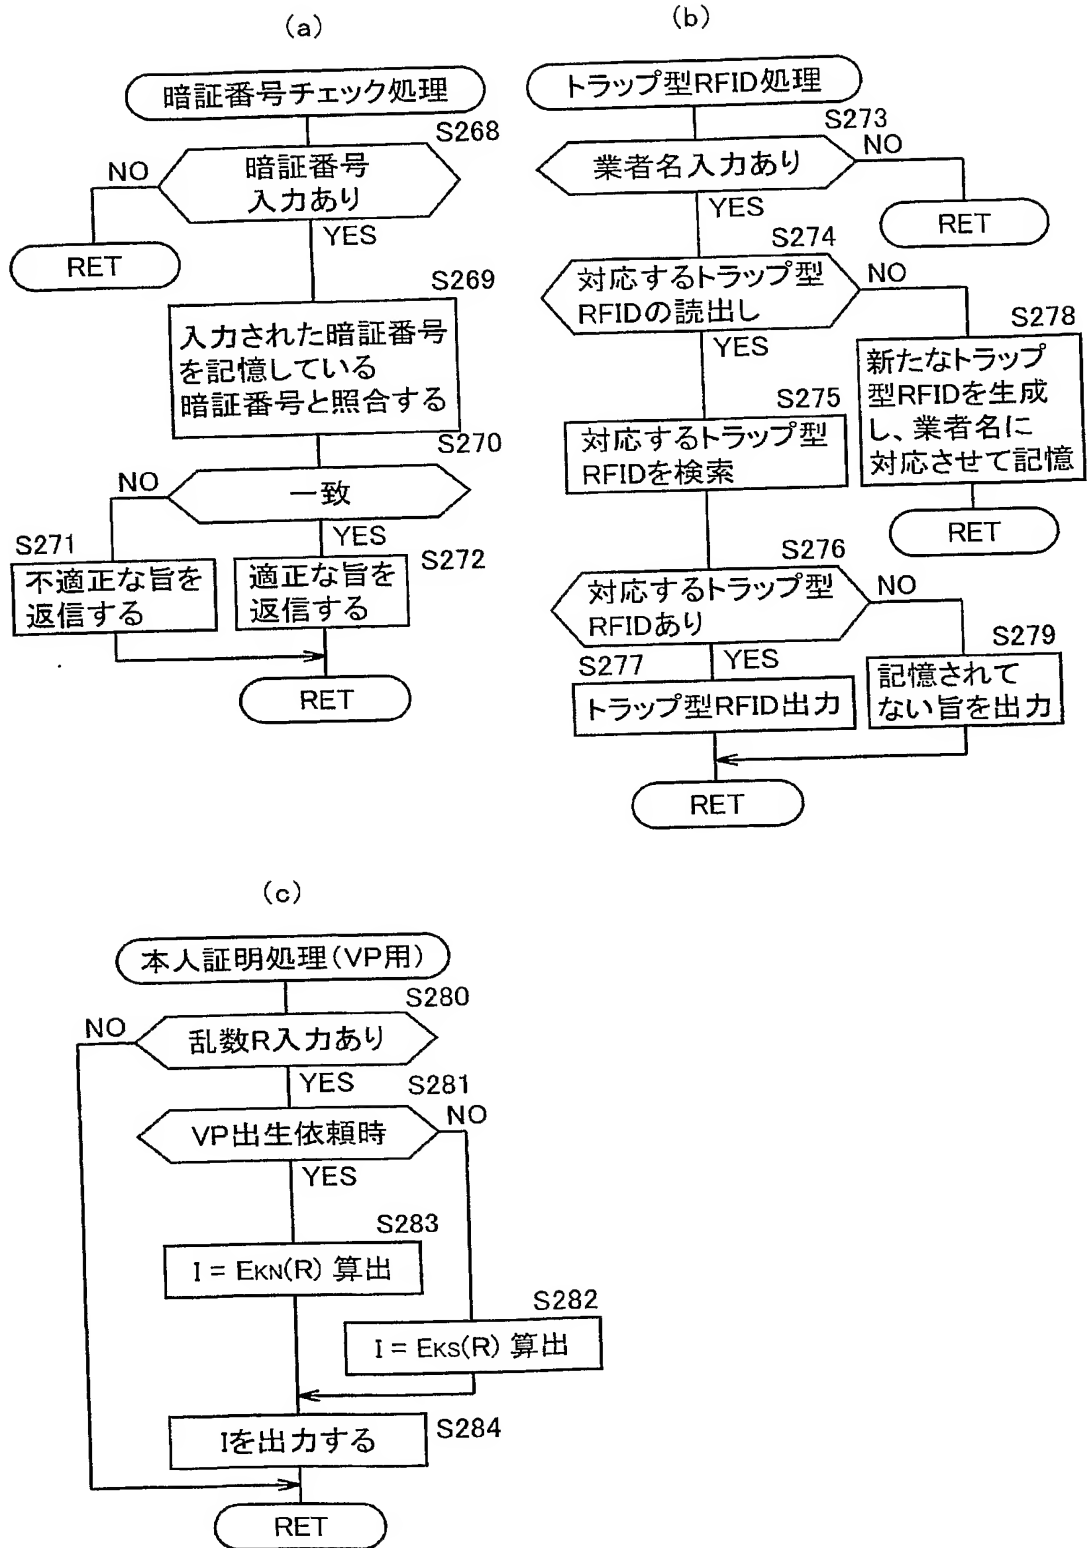 (a)
暗証番号チェック処理
S268
NO
暗証番号
入力あり
YES
RET
S269
入力された暗証番号
を記憶している
暗証番号と照合する
S270
NO
一致
YES
S271
不適正な旨を
返信する
S272
適正な旨を
返信する
RET
(b)
トラップ型RFID処理
S273
業者名入力あり
NO
YES
RET
S274
対応するトラップ型
RFIDの読出し
NO
YES
S278
新たなトラップ
型RFIDを生成
し、業者名に
対応させて記憶
RET
S275
対応するトラップ型
RFIDを検索
S276
対応するトラップ型
RFIDあり
NO
YES
S277
トラップ型RFID出力
S279
記憶されて
ない旨を出力
RET
(c)
本人証明処理(VP用)
S280
NO
乱数R入力あり
YES
S281
VP出生依頼時
NO
YES
S283
I = EKN(R) 算出
S282
I = EKS(R) 算出
Iを出力する
S284
RET